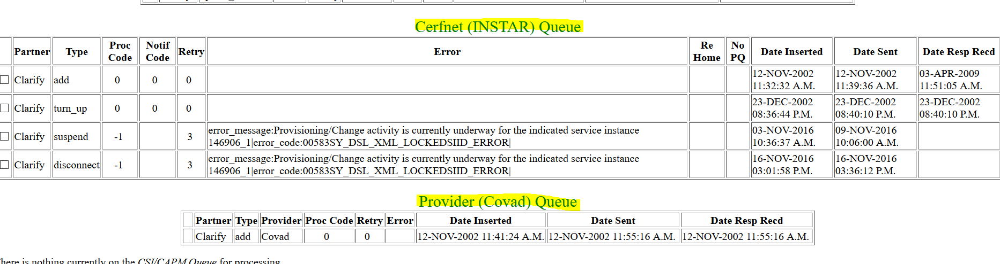 Cerfnet (INSTAR) Queue
Partner Type Proc Code Notif Code Retry Error Re Home No PQ Date Inserted Date Sent Date Resp Recd
Clarify add 0 0 0 12-NOV-2002 11:32:32 A.M. 12-NOV-2002 11:39:36 A.M. 03-APR-2009 11:51:05 A.M.
Clarify turn_up 0 0 0 23-DEC-2002 08:36:44 P.M. 23-DEC-2002 08:40:10 P.M. 23-DEC-2002 08:40:10 P.M.
Clarify suspend -1 3 error_message:Provisioning/Change activity is currently underway for the indicated service instance 146906_1|error_code:00583SY_DSL_XML_LOCKEDSIID_ERROR| 03-NOV-2016 10:36:37 A.M. 09-NOV-2016 10:06:00 A.M.
Clarify disconnect -1 3 error_message:Provisioning/Change activity is currently underway for the indicated service instance 146906_1|error_code:00583SY_DSL_XML_LOCKEDSIID_ERROR| 16-NOV-2016 03:01:58 P.M. 16-NOV-2016 03:36:12 P.M.
Provider (Covad) Queue
Partner Type Provider Proc Code Retry Error Date Inserted Date Sent Date Resp Recd
Clarify add Covad 0 0 12-NOV-2002 11:41:24 A.M. 12-NOV-2002 11:55:16 A.M. 12-NOV-2002 11:55:16 A.M.
here is nothing currently on the CSI/CAPM Queue for processing